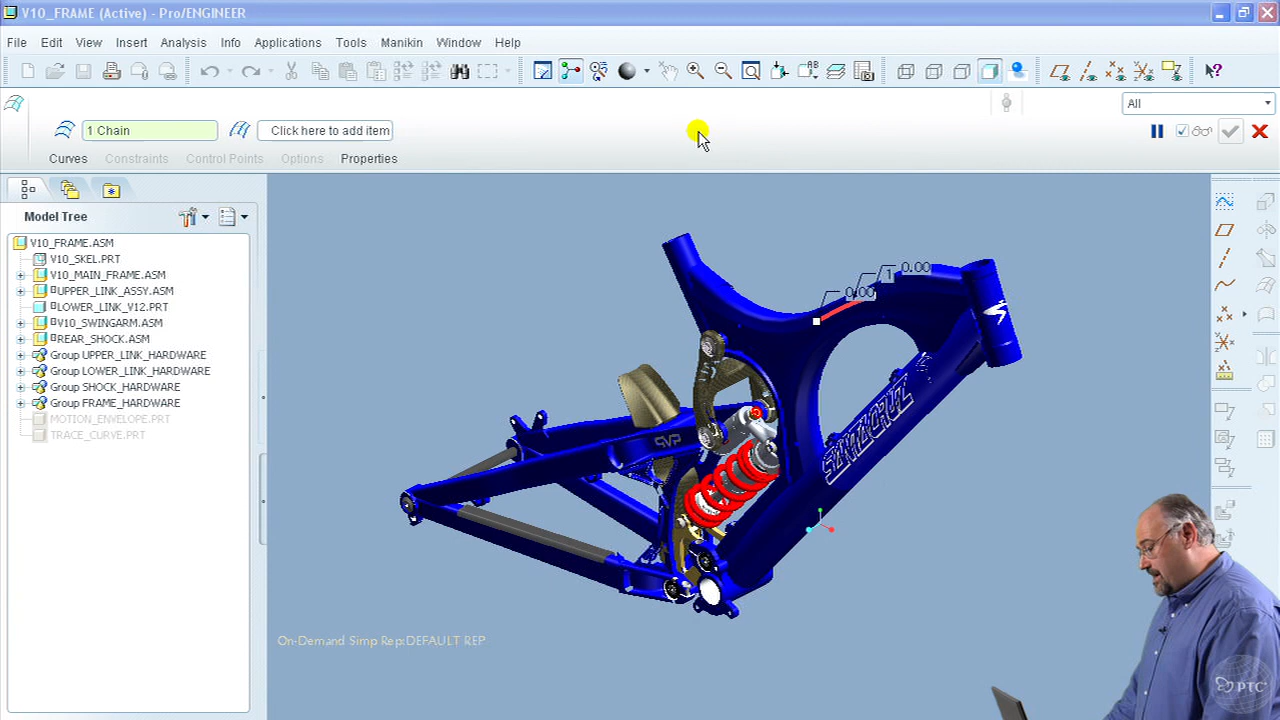 V10_FRAME (Active) - Pro/ENGINEER
File Edit View Insert Analysis Info Applications Tools Manikin Window Help
All
1 Chain Click here to add item
Curves Constraints Control Points Options Properties
Model Tree
V10_FRAME.ASM
V10_SKEL.PRT
V10_MAIN_FRAME.ASM
UPPER_LINK_ASSY.ASM
LOWER_LINK_V12.PRT
V10_SWINGARM.ASM
REAR_SHOCK.ASM
Group UPPER_LINK_HARDWARE
Group LOWER_LINK_HARDWARE
Group SHOCK_HARDWARE
Group FRAME_HARDWARE
MOTION_ENVELOPE.PRT
TRACE_CURVE.PRT
0.00
1
0.00
S
SANTA CRUZ
On-Demand Simp Rep:DEFAULT REP
PTC